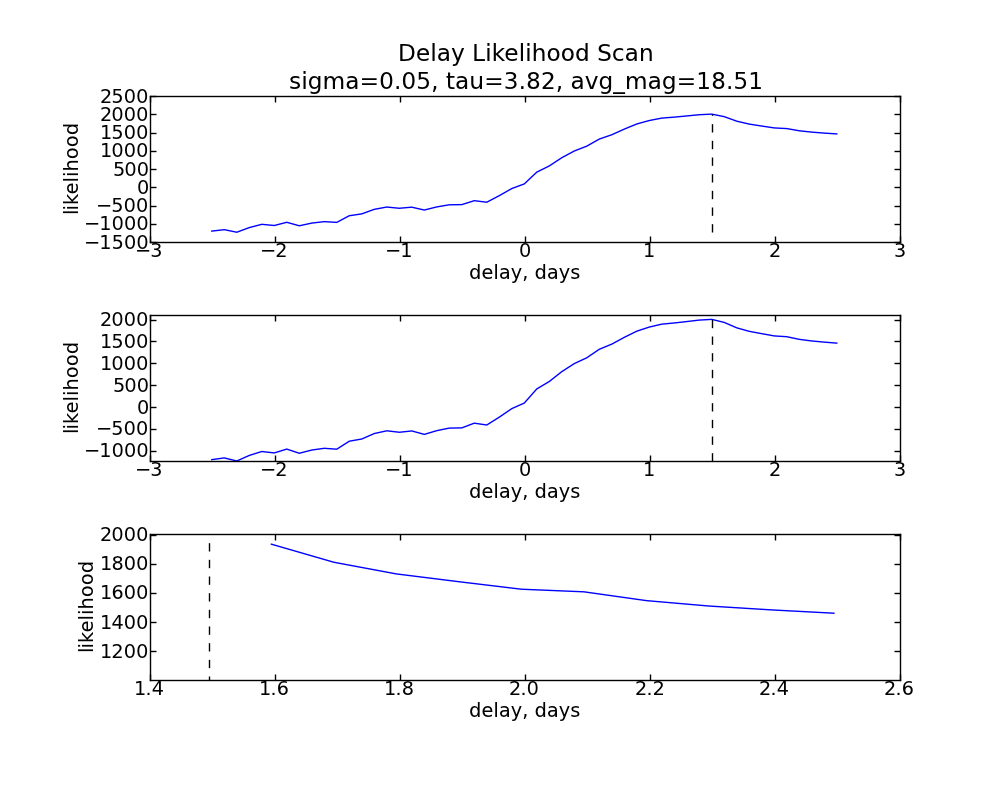 Delay Likelihood Scan
sigma=0.05, tau=3.82, avg_mag=18.51
2500
2000
1500
1000
500
0
−500
−1000
−1500
likelihood
−3 −2 −1 0 1 2 3
delay, days
2000
1500
1000
500
0
−500
−1000
likelihood
−3 −2 −1 0 1 2 3
delay, days
2000
1800
1600
1400
1200
likelihood
1.4 1.6 1.8 2.0 2.2 2.4 2.6
delay, days